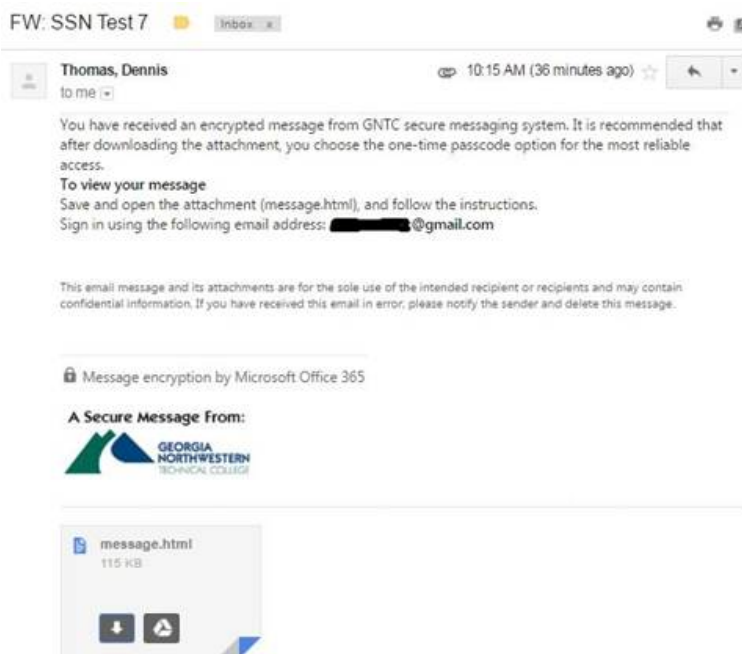 FW: SSN Test 7
Inbox x
Thomas, Dennis
10:15 AM (36 minutes ago)
to me
You have received an encrypted message from GNTC secure messaging system. It is recommended that
after downloading the attachment, you choose the one-time passcode option for the most reliable
access.
To view your message
Save and open the attachment (message.html), and follow the instructions.
Sign in using the following email address: @gmail.com
This email message and its attachments are for the sole use of the intended recipient or recipients and may contain
confidential information. If you have received this email in error, please notify the sender and delete this message.
Message encryption by Microsoft Office 365
A Secure Message From:
GEORGIA
NORTHWESTERN
TECHNICAL COLLEGE
message.html
115 KB